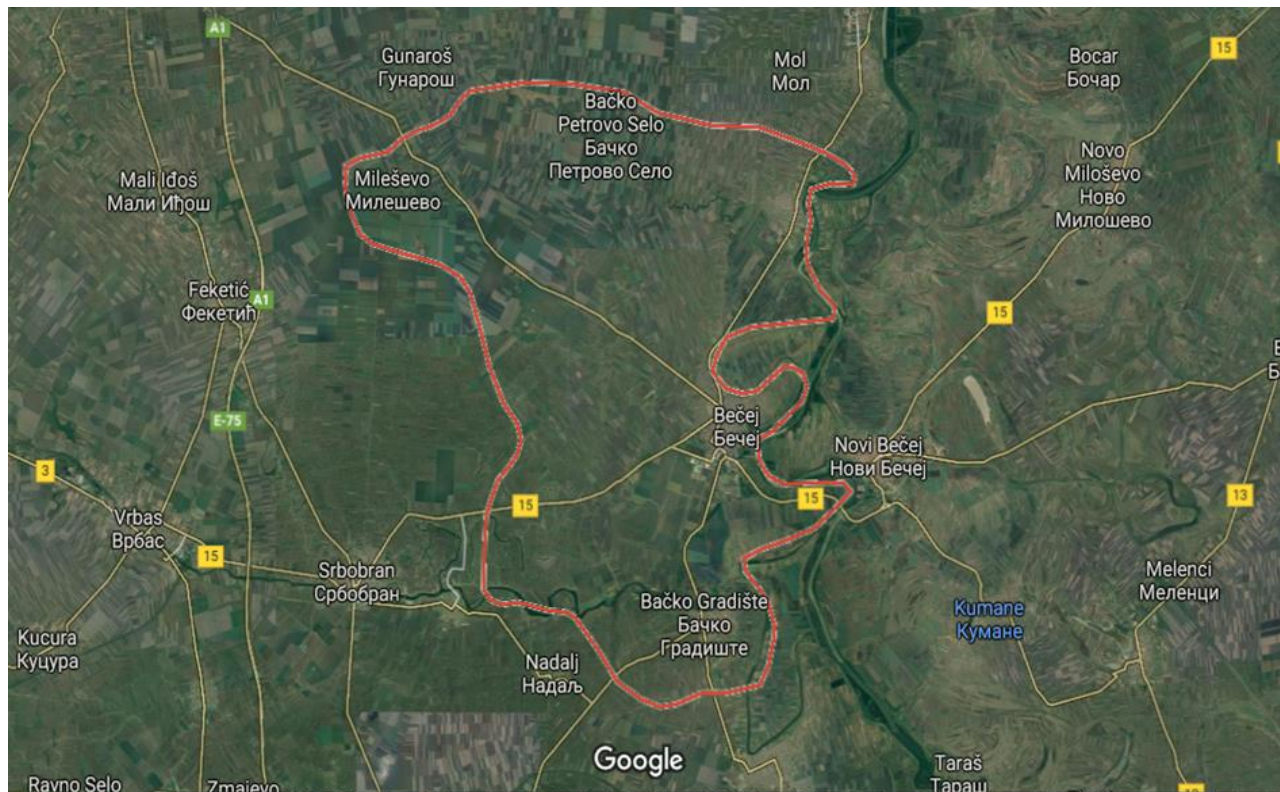 A1
Gunaroš
Гунарош
Mol
Мол
Bocar
Бочар
15
Bačko
Petrovo Selo
Бачко
Петрово Село
Novo
Miloševo
Ново
Милошево
Mali Iđoš
Мали Иђош
Mileševo
Милешево
Feketić
Фекетић
A1
15
E-75
Bečej
Бечеј
Novi Bečej
Нови Бечеј
3
15
15
13
Vrbas
Врбас
15
Srbobran
Србобран
Melenci
Меленци
Bačko Gradište
Бачко
Градиште
Kumane
Кумане
Kucura
Куцура
Nadalj
Надаљ
Google
Taraš
Тараш
Ravno Selo
Zmajevo